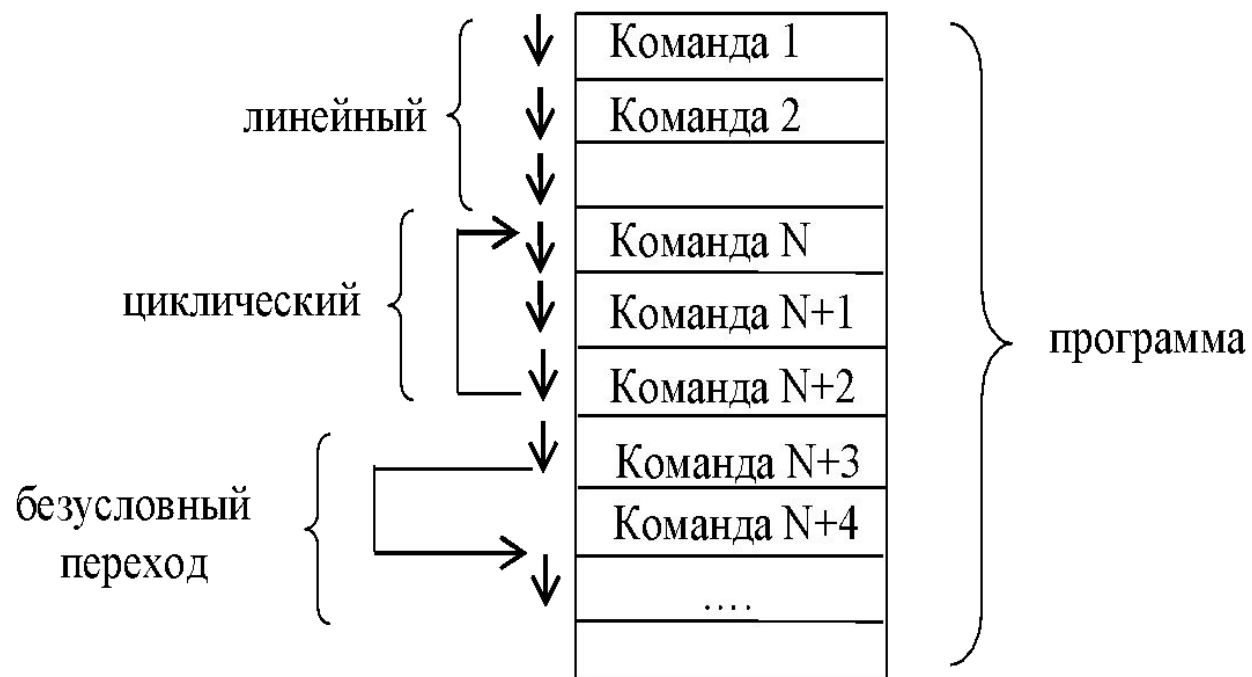 Команда 1
линейный
Команда 2
Команда N
циклический
Команда N+1
программа
Команда N+2
Команда N+3
безусловный
переход
Команда N+4
....